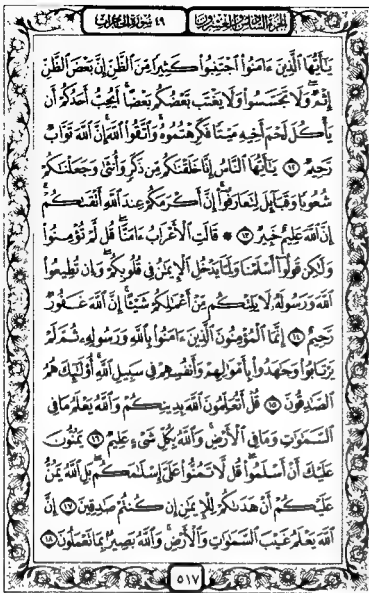 الجزء السادس والعشرون ٤٩ سورة الحجرات
يَٰٓأَيُّهَا ٱلَّذِينَ ءَامَنُوا۟ ٱجْتَنِبُوا۟ كَثِيرًا مِّنَ ٱلظَّنِّ إِنَّ بَعْضَ ٱلظَّنِّ
إِثْمٌ ۖ وَلَا تَجَسَّسُوا۟ وَلَا يَغْتَب بَّعْضُكُم بَعْضًا ۚ أَيُحِبُّ أَحَدُكُمْ أَن
يَأْكُلَ لَحْمَ أَخِيهِ مَيْتًا فَكَرِهْتُمُوهُ ۚ وَٱتَّقُوا۟ ٱللَّهَ ۚ إِنَّ ٱللَّهَ تَوَّابٌ
رَّحِيمٌ ١٢ يَٰٓأَيُّهَا ٱلنَّاسُ إِنَّا خَلَقْنَٰكُم مِّن ذَكَرٍ وَأُنثَىٰ وَجَعَلْنَٰكُمْ
شُعُوبًا وَقَبَآئِلَ لِتَعَارَفُوٓا۟ ۚ إِنَّ أَكْرَمَكُمْ عِندَ ٱللَّهِ أَتْقَىٰكُمْ ۚ
إِنَّ ٱللَّهَ عَلِيمٌ خَبِيرٌ ١٣ ۞ قَالَتِ ٱلْأَعْرَابُ ءَامَنَّا ۖ قُل لَّمْ تُؤْمِنُوا۟
وَلَٰكِن قُولُوٓا۟ أَسْلَمْنَا وَلَمَّا يَدْخُلِ ٱلْإِيمَٰنُ فِى قُلُوبِكُمْ ۖ وَإِن تُطِيعُوا۟
ٱللَّهَ وَرَسُولَهُۥ لَا يَلِتْكُم مِّنْ أَعْمَٰلِكُمْ شَيْـًٔا ۚ إِنَّ ٱللَّهَ غَفُورٌ
رَّحِيمٌ ١٤ إِنَّمَا ٱلْمُؤْمِنُونَ ٱلَّذِينَ ءَامَنُوا۟ بِٱللَّهِ وَرَسُولِهِۦ ثُمَّ لَمْ
يَرْتَابُوا۟ وَجَٰهَدُوا۟ بِأَمْوَٰلِهِمْ وَأَنفُسِهِمْ فِى سَبِيلِ ٱللَّهِ ۚ أُو۟لَٰٓئِكَ هُمُ
ٱلصَّٰدِقُونَ ١٥ قُلْ أَتُعَلِّمُونَ ٱللَّهَ بِدِينِكُمْ وَٱللَّهُ يَعْلَمُ مَا فِى
ٱلسَّمَٰوَٰتِ وَمَا فِى ٱلْأَرْضِ ۚ وَٱللَّهُ بِكُلِّ شَىْءٍ عَلِيمٌ ١٦ يَمُنُّونَ
عَلَيْكَ أَنْ أَسْلَمُوا۟ ۖ قُل لَّا تَمُنُّوا۟ عَلَىَّ إِسْلَٰمَكُم ۖ بَلِ ٱللَّهُ يَمُنُّ
عَلَيْكُمْ أَنْ هَدَىٰكُمْ لِلْإِيمَٰنِ إِن كُنتُمْ صَٰدِقِينَ ١٧ إِنَّ
ٱللَّهَ يَعْلَمُ غَيْبَ ٱلسَّمَٰوَٰتِ وَٱلْأَرْضِ ۚ وَٱللَّهُ بَصِيرٌۢ بِمَا تَعْمَلُونَ ١٨
٥١٧